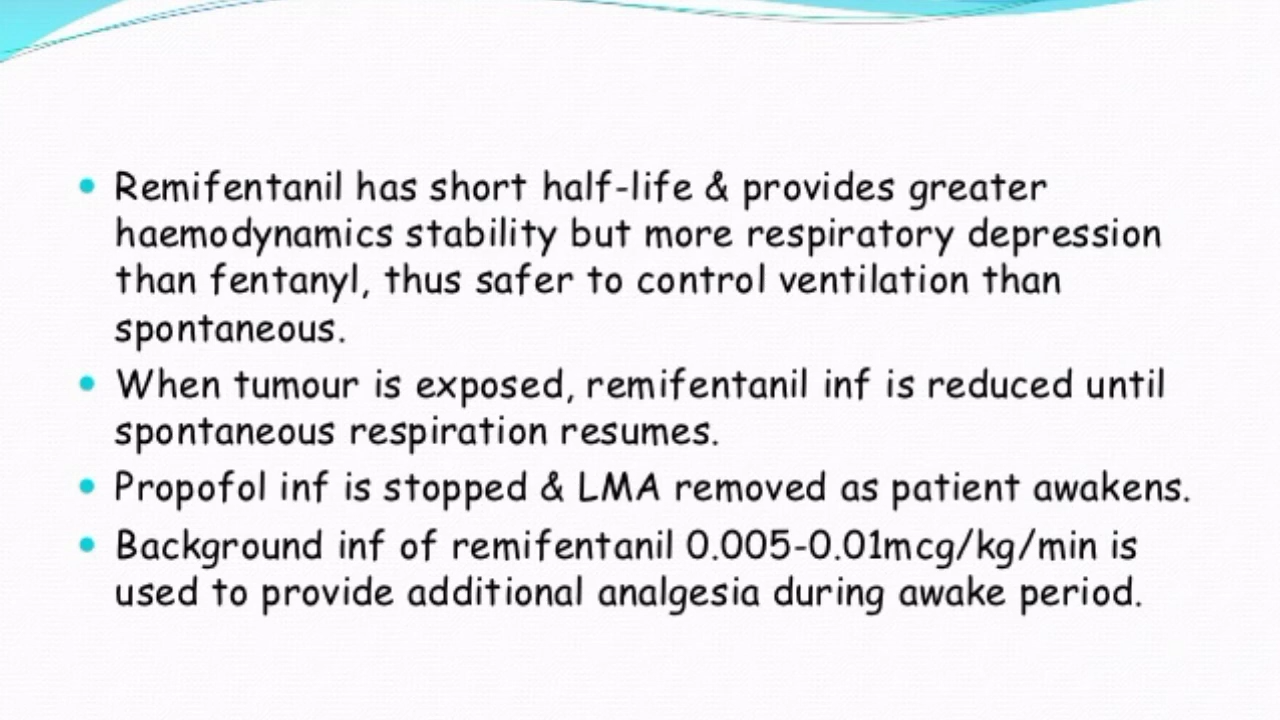 • Remifentanil has short half-life & provides greater
haemodynamics stability but more respiratory depression
than fentanyl, thus safer to control ventilation than
spontaneous.
• When tumour is exposed, remifentanil inf is reduced until
spontaneous respiration resumes.
• Propofol inf is stopped & LMA removed as patient awakens.
• Background inf of remifentanil 0.005-0.01mcg/kg/min is
used to provide additional analgesia during awake period.